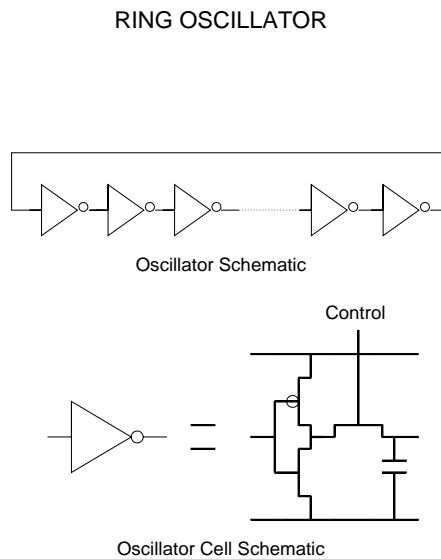 RING OSCILLATOR
Oscillator Schematic
Control
Oscillator Cell Schematic